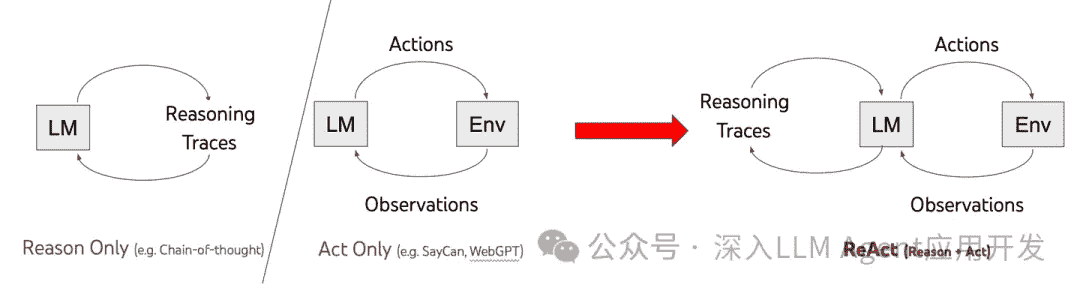 LM
Reasoning
Traces
Reason Only (e.g. Chain-of-thought)
Actions
LM
Env
Observations
Act Only (e.g. SayCan, WebGPT)
Reasoning
Traces
LM
Actions
Env
Observations
ReAct (Reason + Act)
公众号 · 深入LLM Agent应用开发